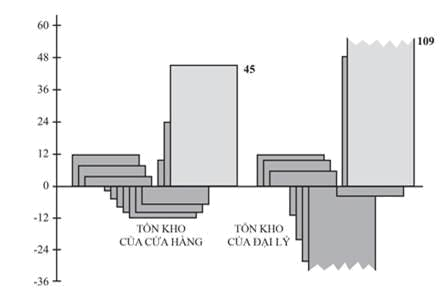 60
48
36
24
12
0
-12
-24
-36
45
109
TỒN KHO
CỦA CỬA HÀNG
TỒN KHO
CỦA ĐẠI LÝ